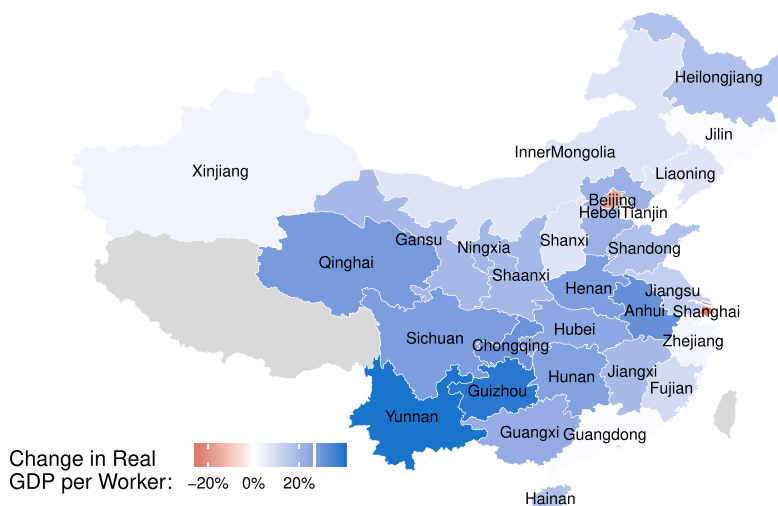 Heilongjiang
Jilin
InnerMongolia
Xinjiang
Liaoning
Beijing
HebeiTianjin
Gansu
Ningxia
Shanxi
Shandong
Qinghai
Shaanxi
Henan
Jiangsu
Anhui
Shanghai
Hubei
Sichuan
Chongqing
Zhejiang
Jiangxi
Hunan
Guizhou
Fujian
Yunnan
Guangxi
Guangdong
Change in Real
GDP per Worker:
−20%
0%
20%
Hainan